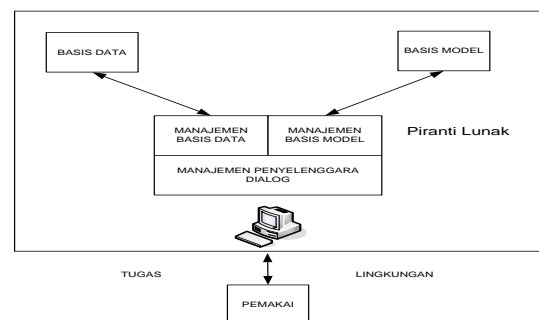 BASIS DATA
BASIS MODEL
MANAJEMEN
BASIS DATA
MANAJEMEN
BASIS MODEL
Piranti Lunak
MANAJEMEN PENYELENGGARA
DIALOG
TUGAS
LINGKUNGAN
PEMAKAI